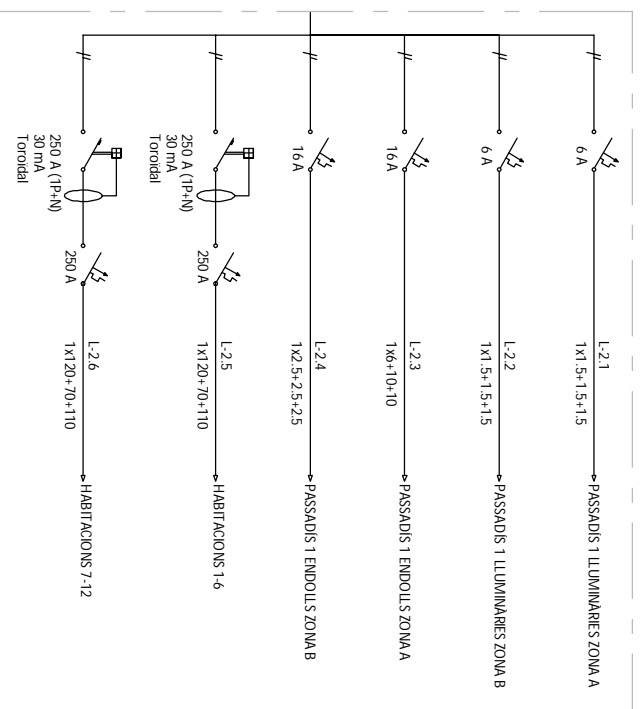 6 A
L-2.1
1x1.5+1.5+1.5
PASSADÍS 1 LLUMINÀRIES ZONA A
6 A
L-2.2
1x1.5+1.5+1.5
PASSADÍS 1 LLUMINÀRIES ZONA B
16 A
L-2.3
1x6+10+10
PASSADÍS 1 ENDOLLS ZONA A
16 A
L-2.4
1x2.5+2.5+2.5
PASSADÍS 1 ENDOLLS ZONA B
250 A (1P+N)
30 mA
Toroïdal
250 A
L-2.5
1x120+70+110
HABITACIONS 1-6
250 A (1P+N)
30 mA
Toroïdal
250 A
L-2.6
1x120+70+110
HABITACIONS 7-12